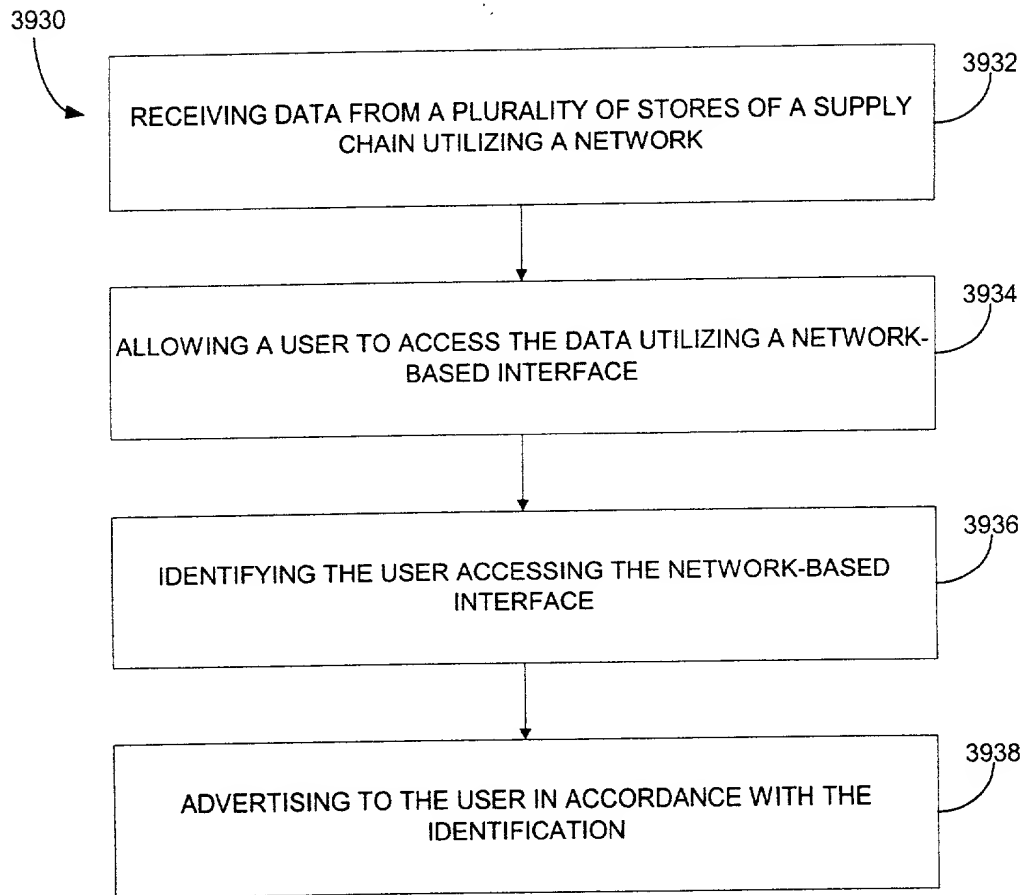 3930
3932
RECEIVING DATA FROM A PLURALITY OF STORES OF A SUPPLY
CHAIN UTILIZING A NETWORK
3934
ALLOWING A USER TO ACCESS THE DATA UTILIZING A NETWORK-
BASED INTERFACE
3936
IDENTIFYING THE USER ACCESSING THE NETWORK-BASED
INTERFACE
3938
ADVERTISING TO THE USER IN ACCORDANCE WITH THE
IDENTIFICATION